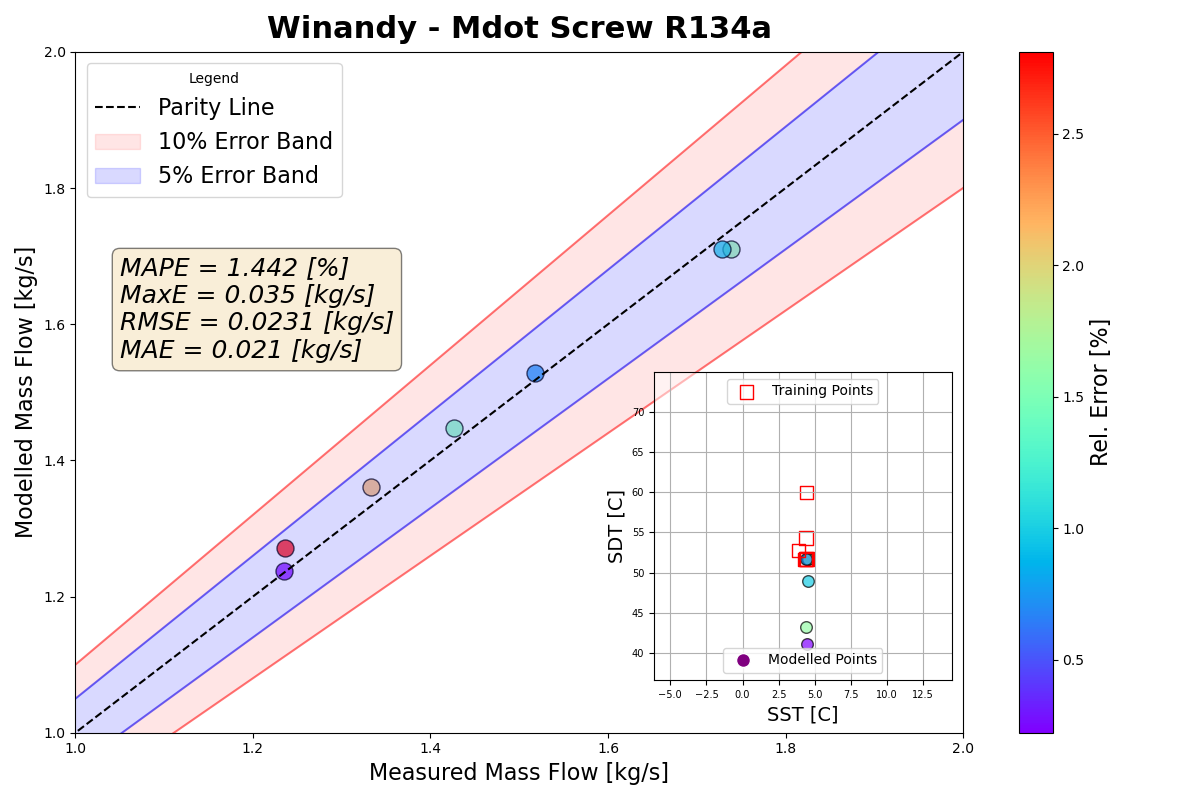 Winandy - Mdot Screw R134a
Legend
Parity Line
10% Error Band
5% Error Band
MAPE = 1.442 [%]
MaxE = 0.035 [kg/s]
RMSE = 0.0231 [kg/s]
MAE = 0.021 [kg/s]
Modelled Mass Flow [kg/s]
2.0
1.8
1.6
1.4
1.2
1.0
1.0 1.2 1.4 1.6 1.8 2.0
Measured Mass Flow [kg/s]
Training Points
SDT [C]
70
65
60
55
50
45
40
Modelled Points
−5.0 −2.5 0.0 2.5 5.0 7.5 10.0 12.5
SST [C]
2.5
2.0
1.5
1.0
0.5
Rel. Error [%]